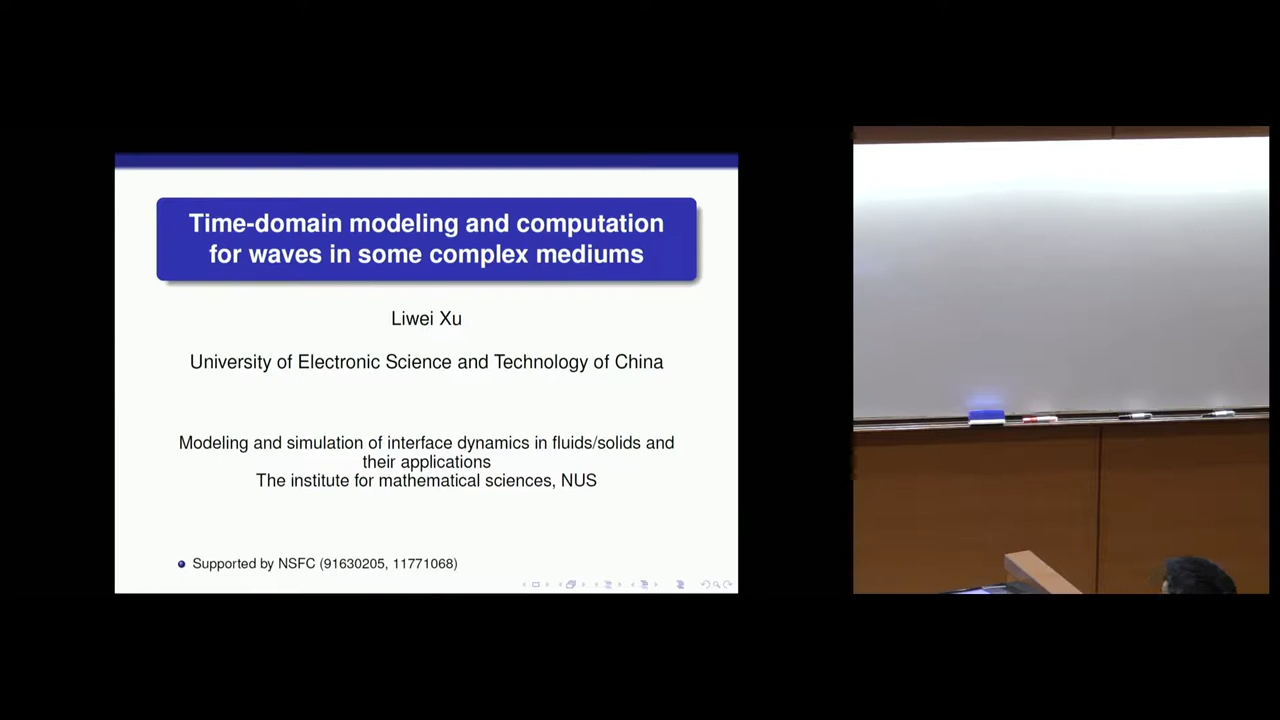 Time-domain modeling and computation
for waves in some complex mediums
Liwei Xu
University of Electronic Science and Technology of China
Modeling and simulation of interface dynamics in fluids/solids and
their applications
The institute for mathematical sciences, NUS
Supported by NSFC (91630205, 11771068)